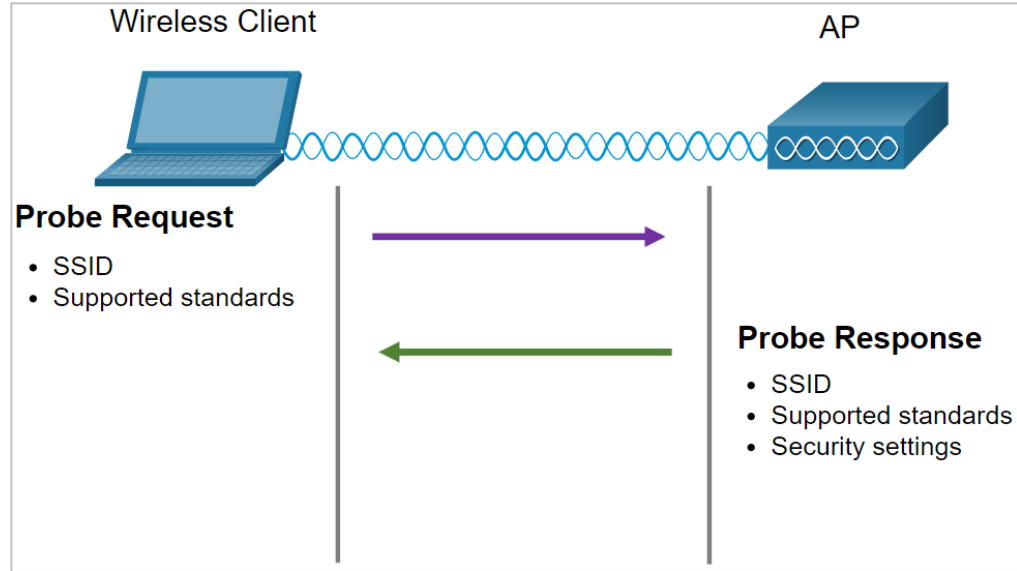 Wireless Client
AP
Probe Request
• SSID
• Supported standards
Probe Response
• SSID
• Supported standards
• Security settings